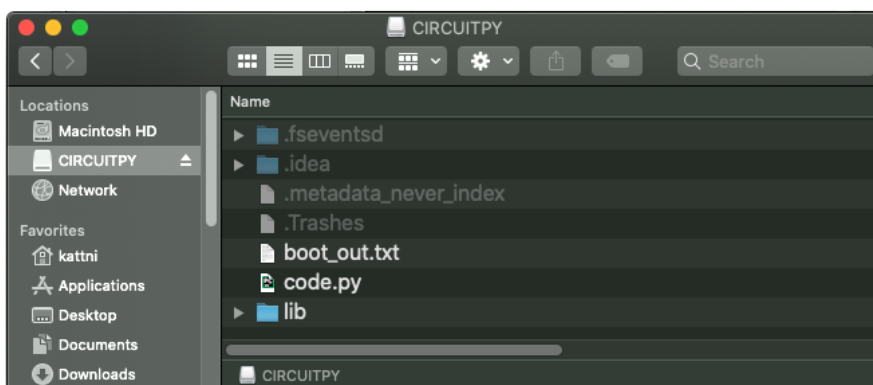 CIRCUITPY
Search
Locations
Macintosh HD
CIRCUITPY
Network
Favorites
kattni
Applications
Desktop
Documents
Downloads
Name
.fseventsd
.idea
.metadata_never_index
.Trashes
boot_out.txt
code.py
lib
CIRCUITPY